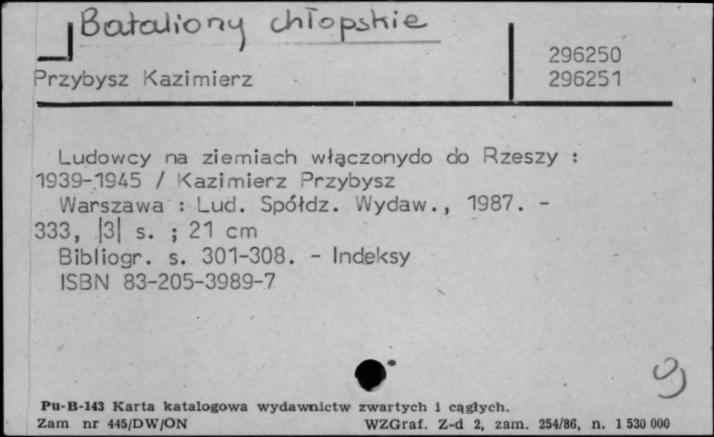 Bataliony chłopskie
296250
Przybysz Kazimierz 296251
Ludowcy na ziemiach włączonydo do Rzeszy :
1939-1945 / Kazimierz Przybysz
Warszawa : Lud. Spółdz. Wydaw., 1987. -
333, |3| s. ; 21 cm
Bibliogr. s. 301-308. - Indeksy
ISBN 83-205-3989-7
Pu-B-143 Karta katalogowa wydawnictw zwartych i ciągłych.
Zam nr 445/DW/ON WZGraf. Z-d 2, zam. 254/86, n. 1 530 000